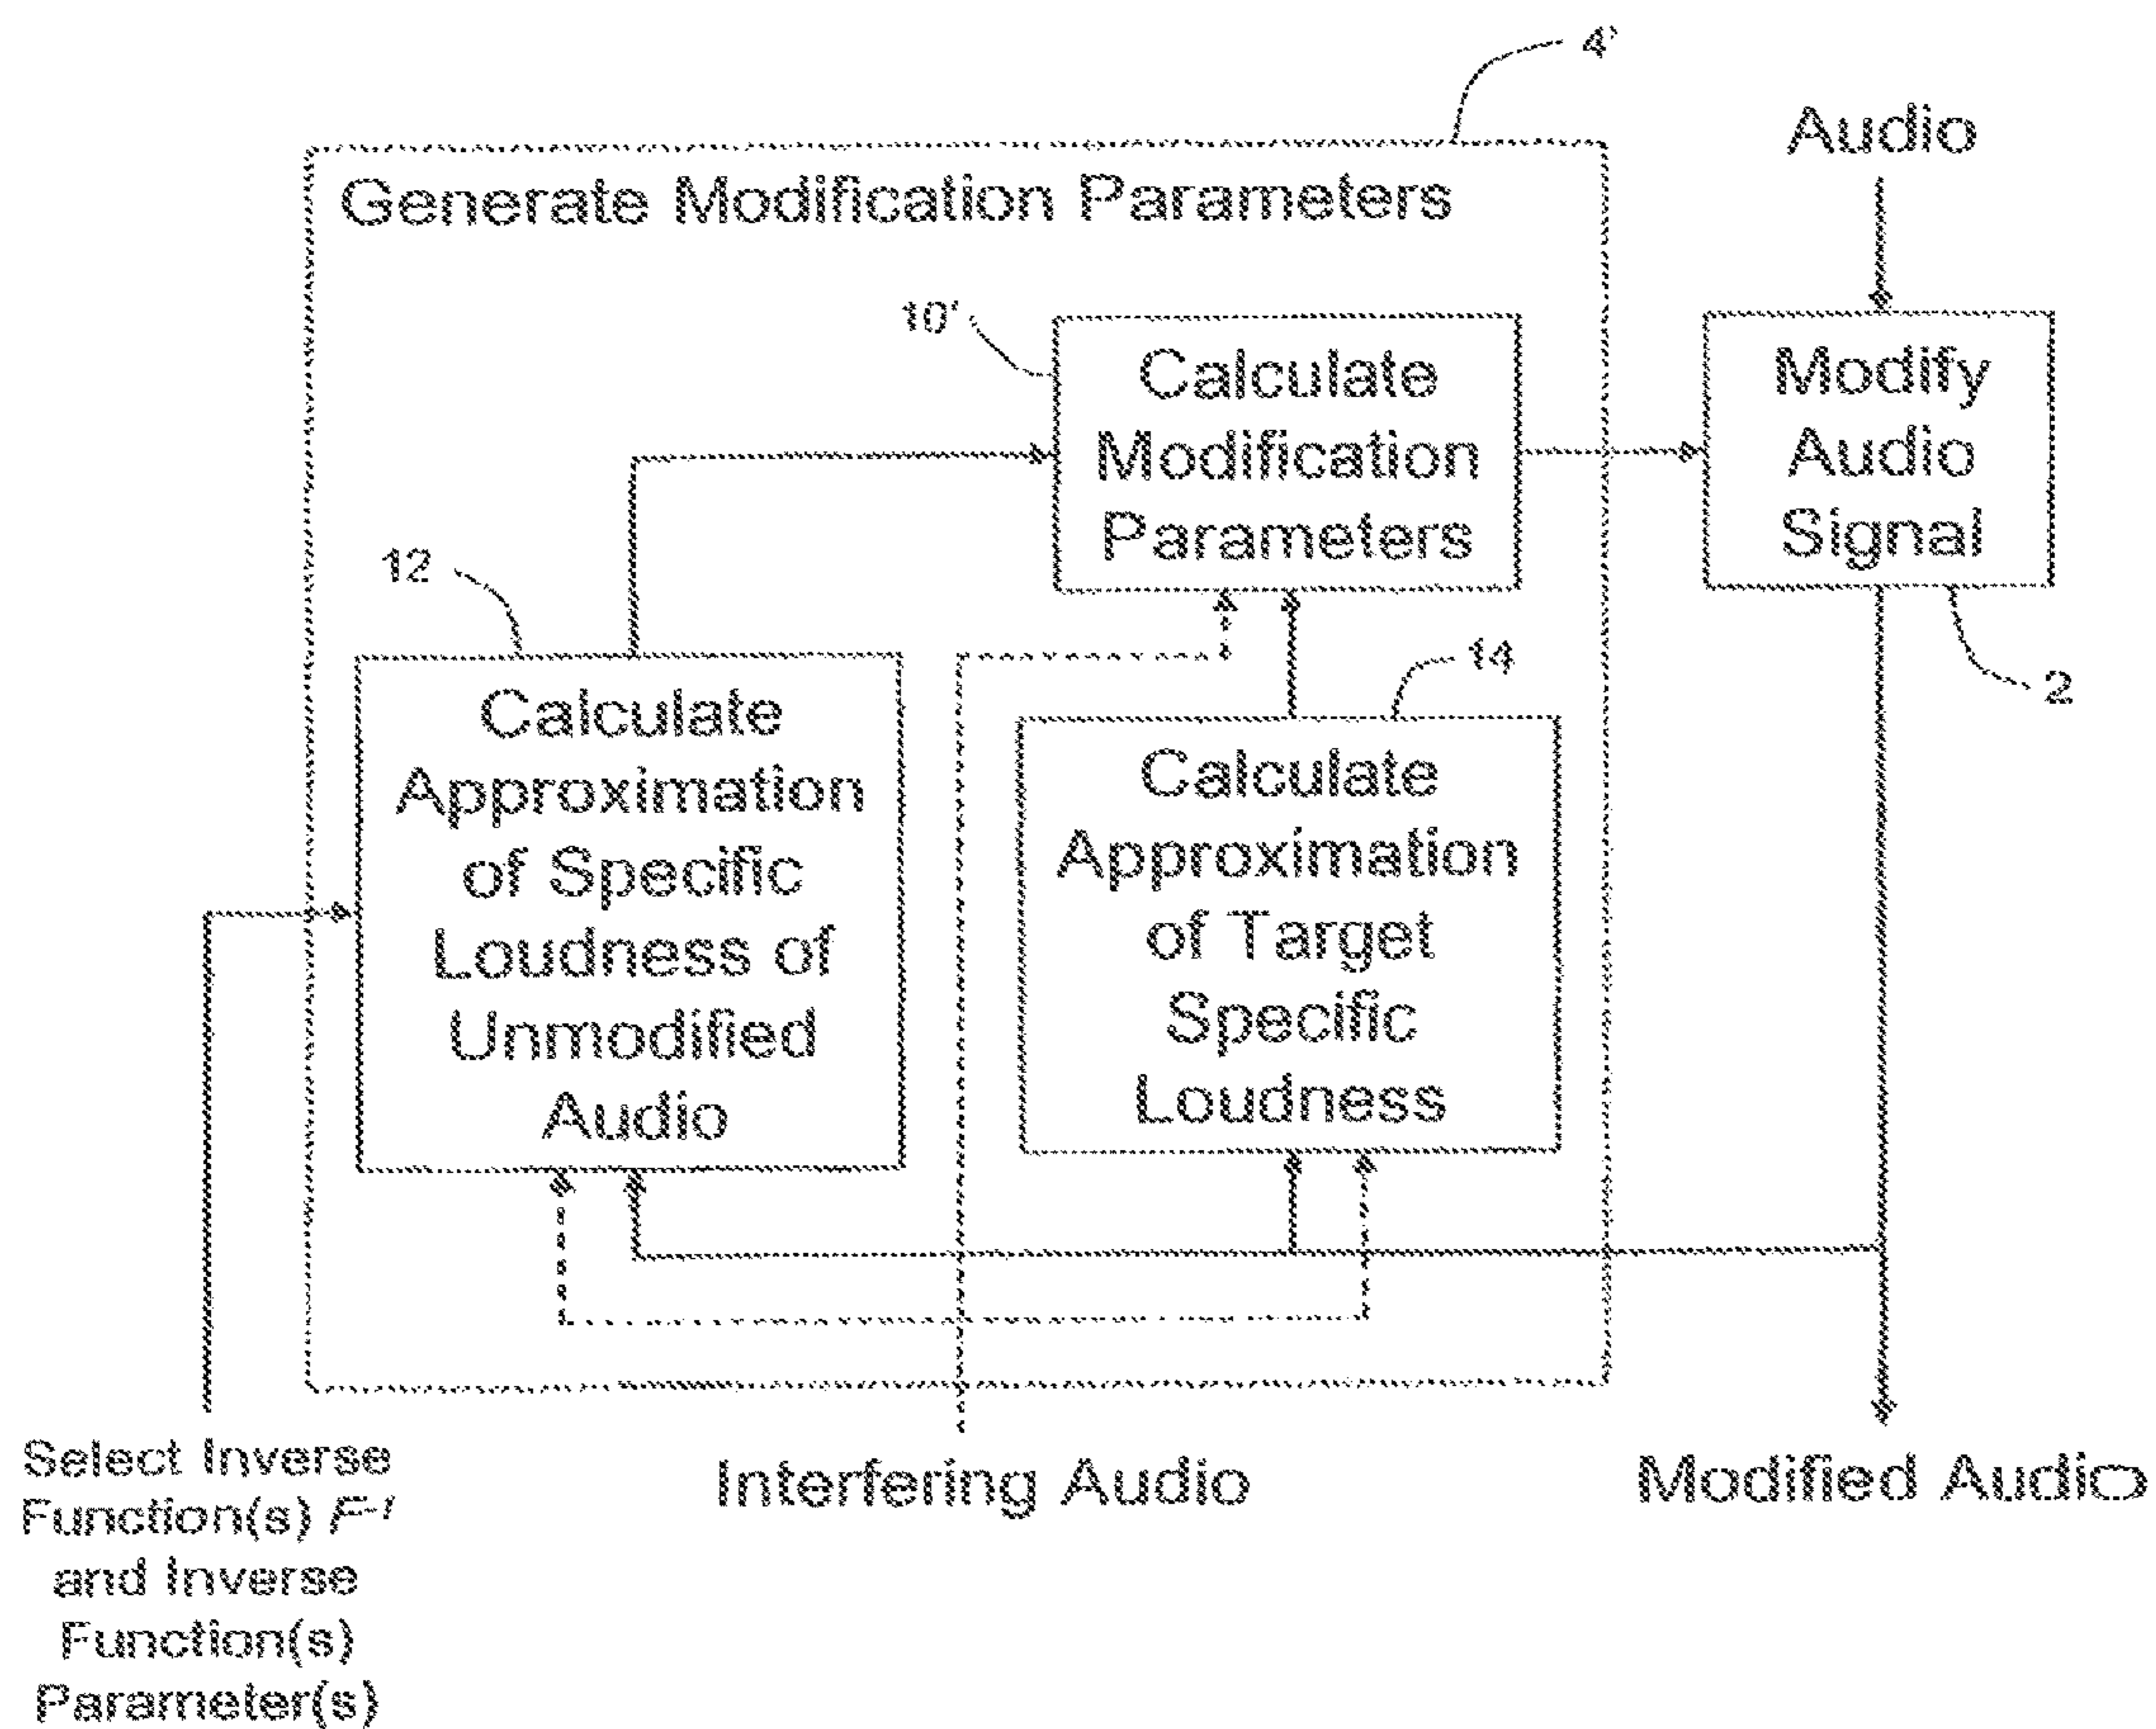 4'
Audio
Generate Modification Parameters
10'
Calculate
Modification
Parameters
Modify
Audio
Signal
12
14
2
Calculate
Approximation
of Specific
Loudness of
Unmodified
Audio
Calculate
Approximation
of Target
Specific
Loudness
Select Inverse
Function(s) F⁻¹
and Inverse
Function(s)
Parameter(s)
Interfering Audio
Modified Audio